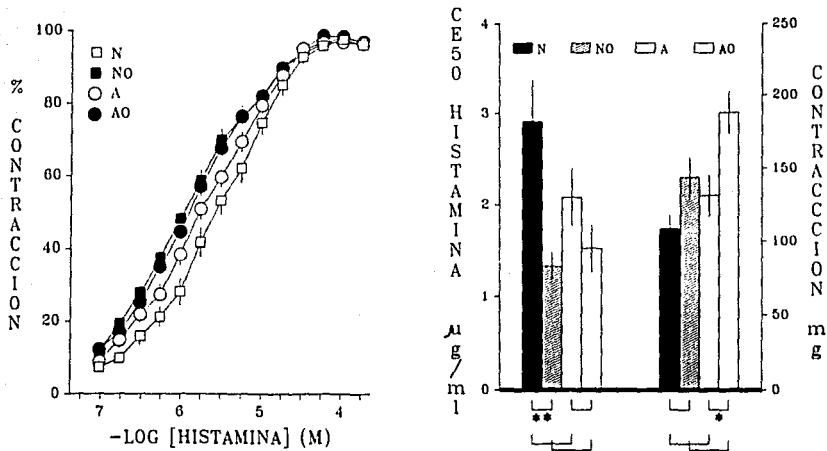 % CONTRACCION
100
80
60
40
20
0
N
NO
A
AO
7
6
5
4
-LOG [HISTAMINA] (M)
CE50 HISTAMINA µg/ml
4
3
2
1
0
N
NO
A
AO
250
200
150
100
50
0
CONTRACCCION mg
**
*